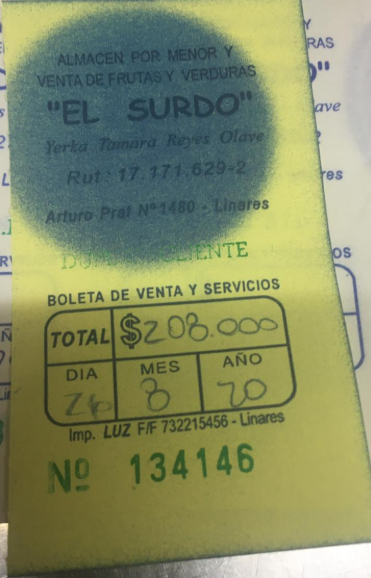 ALMACEN POR MENOR Y
VENTA DE FRUTAS Y VERDURAS
"EL SURDO"
Yerka Tamara Reyes Olave
Rut: 17.171.629-2
Arturo Prat Nº 1480 - Linares
CLIENTE
BOLETA DE VENTA Y SERVICIOS
TOTAL $208.000
DIA MES AÑO
26 8 20
Imp. LUZ F/F 732215456 - Linares
Nº 134146